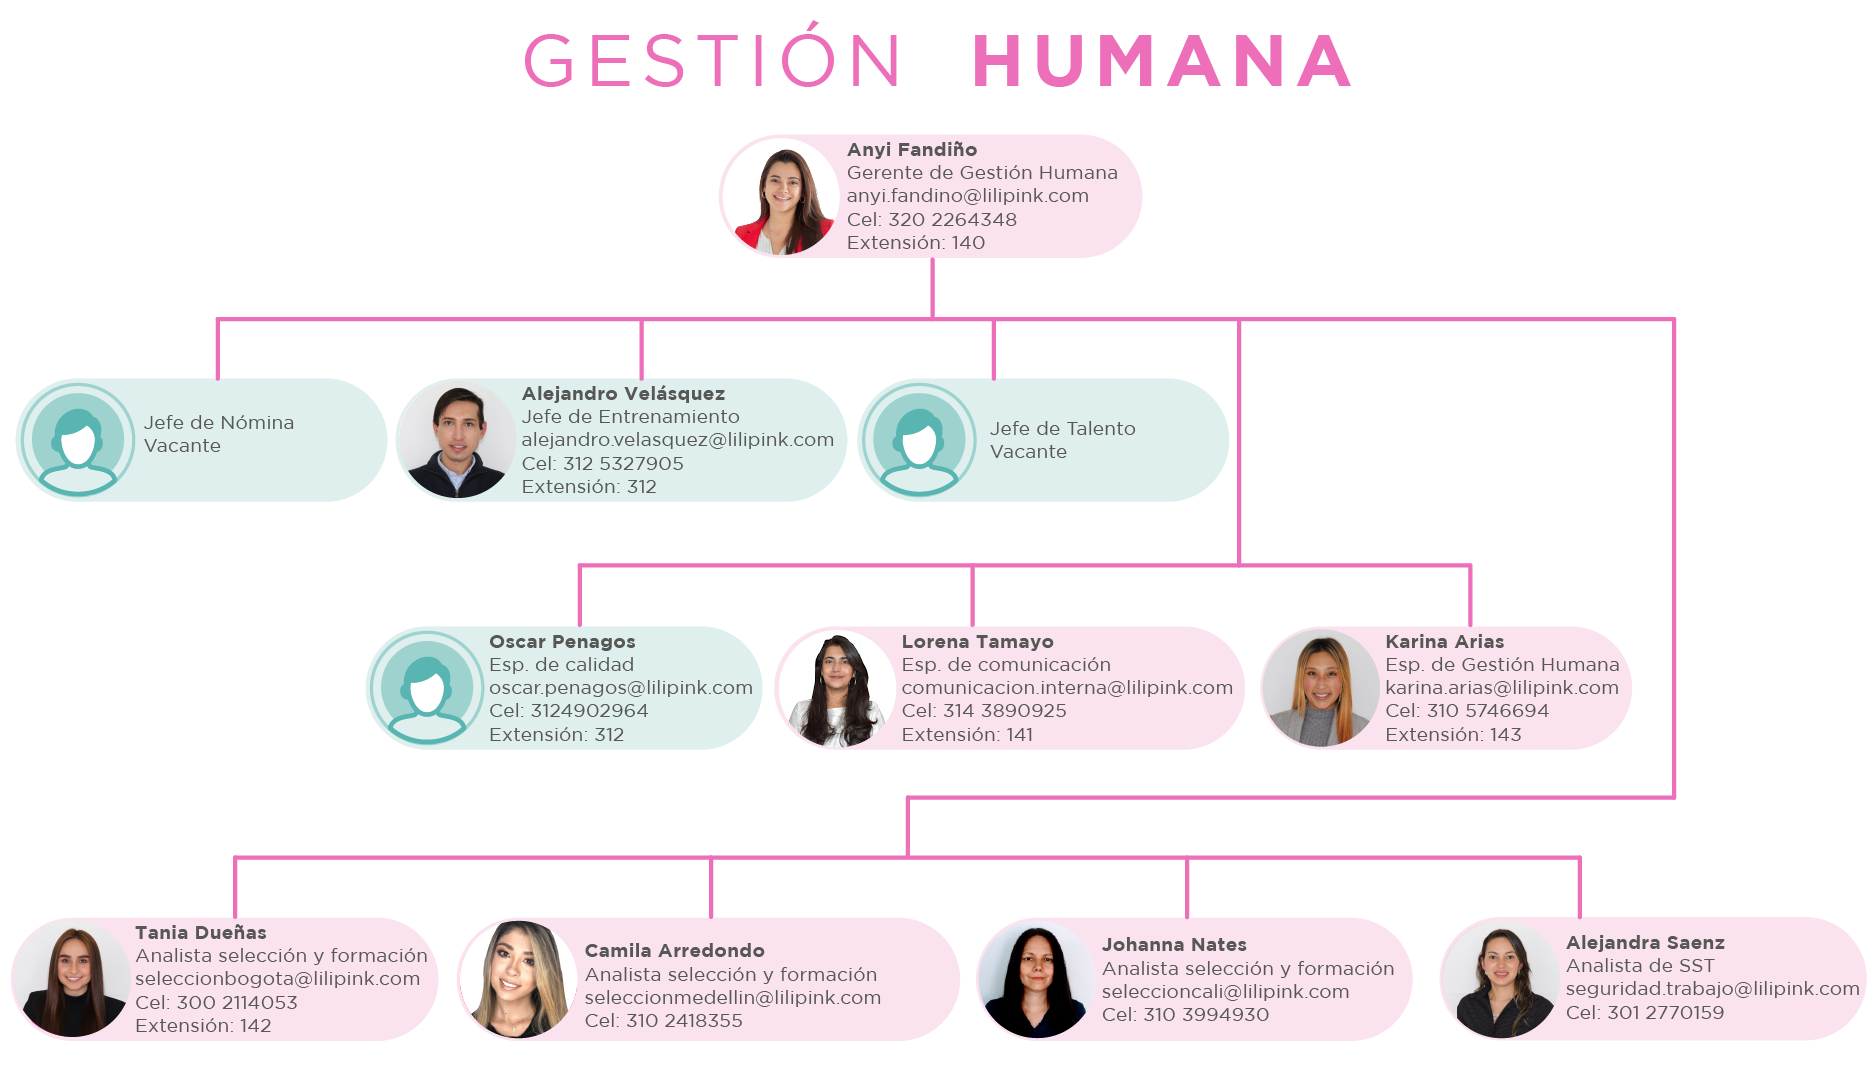 GESTIÓN HUMANA
Anyi Fandiño
Gerente de Gestión Humana
anyi.fandino@lilipink.com
Cel: 320 2264348
Extensión: 140
Jefe de Nómina
Vacante
Alejandro Velásquez
Jefe de Entrenamiento
alejandro.velasquez@lilipink.com
Cel: 312 5327905
Extensión: 312
Jefe de Talento
Vacante
Oscar Penagos
Esp. de calidad
oscar.penagos@lilipink.com
Cel: 3124902964
Extensión: 312
Lorena Tamayo
Esp. de comunicación
comunicacion.interna@lilipink.com
Cel: 314 3890925
Extensión: 141
Karina Arias
Esp. de Gestión Humana
karina.arias@lilipink.com
Cel: 310 5746694
Extensión: 143
Tania Dueñas
Analista selección y formación
seleccionbogota@lilipink.com
Cel: 300 2114053
Extensión: 142
Camila Arredondo
Analista selección y formación
seleccionmedellin@lilipink.com
Cel: 310 2418355
Johanna Nates
Analista selección y formación
seleccioncali@lilipink.com
Cel: 310 3994930
Alejandra Saenz
Analista de SST
seguridad.trabajo@lilipink.com
Cel: 301 2770159